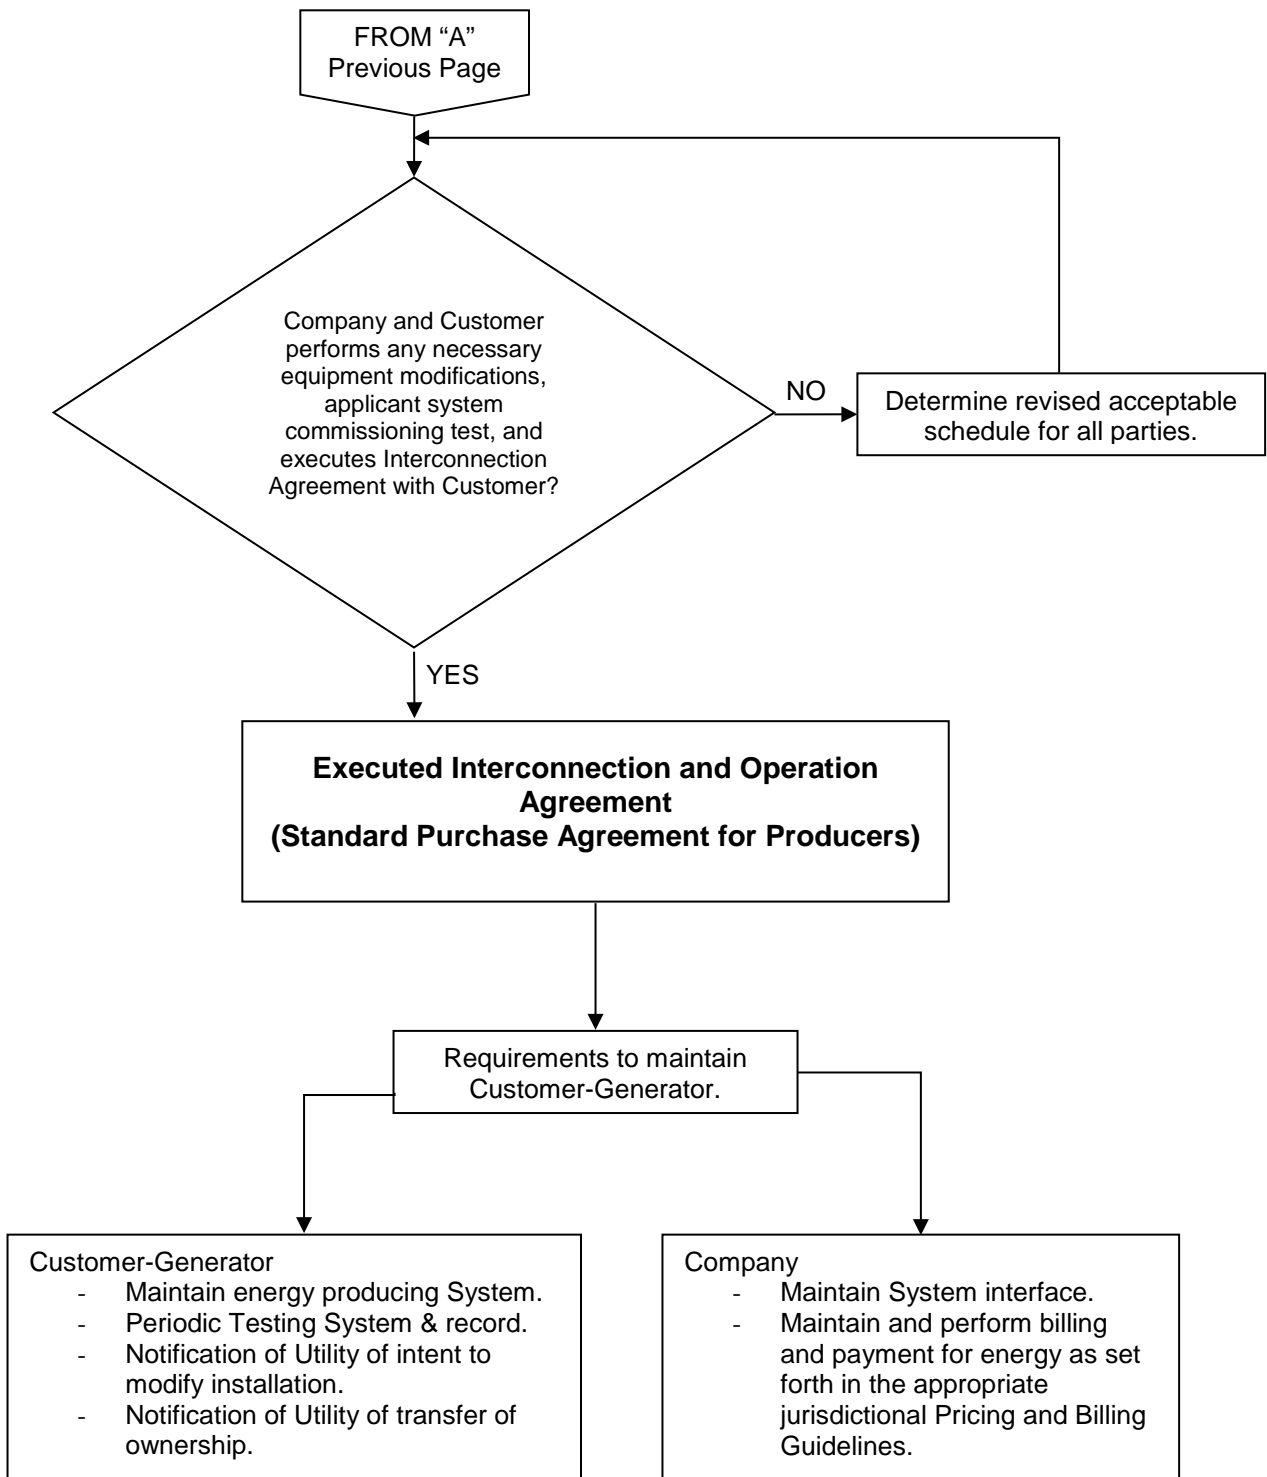 FROM “A”
Previous Page
Company and Customer
performs any necessary
equipment modifications,
applicant system
commissioning test, and
executes Interconnection
Agreement with Customer?
NO
Determine revised acceptable
schedule for all parties.
YES
Executed Interconnection and Operation
Agreement
(Standard Purchase Agreement for Producers)
Requirements to maintain
Customer-Generator.
Customer-Generator
- Maintain energy producing System.
- Periodic Testing System & record.
- Notification of Utility of intent to
modify installation.
- Notification of Utility of transfer of
ownership.
Company
- Maintain System interface.
- Maintain and perform billing
and payment for energy as set
forth in the appropriate
jurisdictional Pricing and Billing
Guidelines.